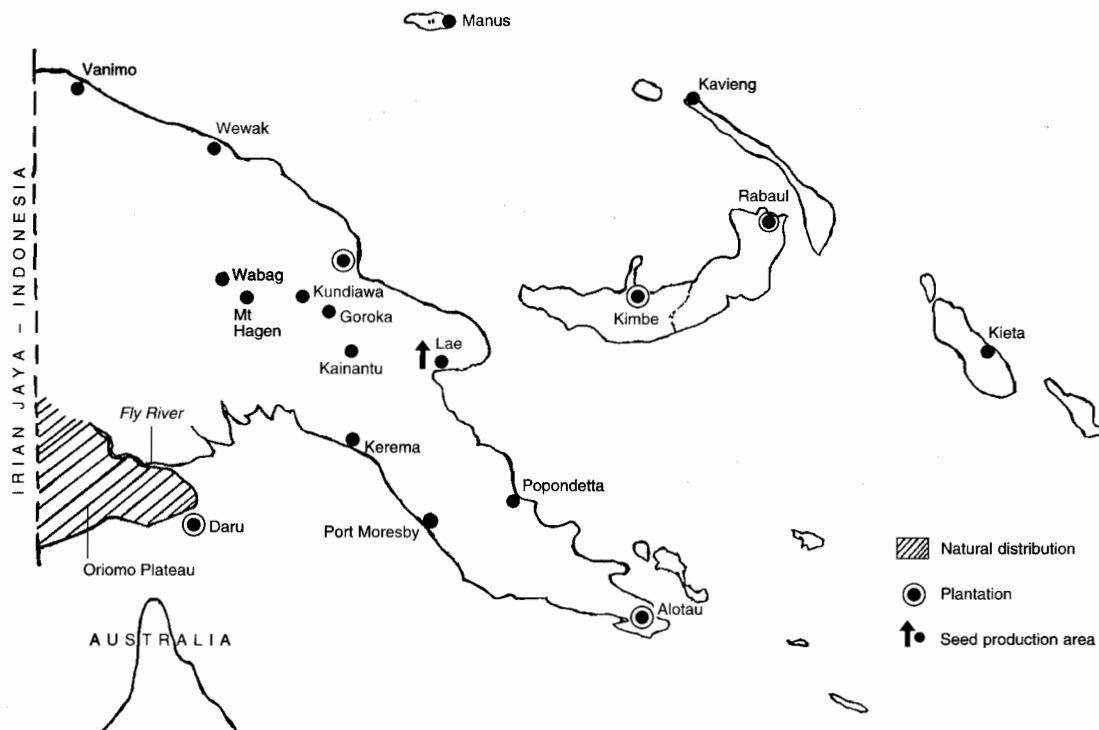 Manus
Vanimo
Kavieng
Wewak
Rabaul
IRIAN JAYA – INDONESIA
Wabag
Mt
Hagen
Kundiawa
Goroka
Kainantu
Lae
Kimbe
Kieta
Fly River
Kerema
Popondetta
Daru
Port Moresby
Oriomo Plateau
Alotau
AUSTRALIA
Natural distribution
Plantation
Seed production area